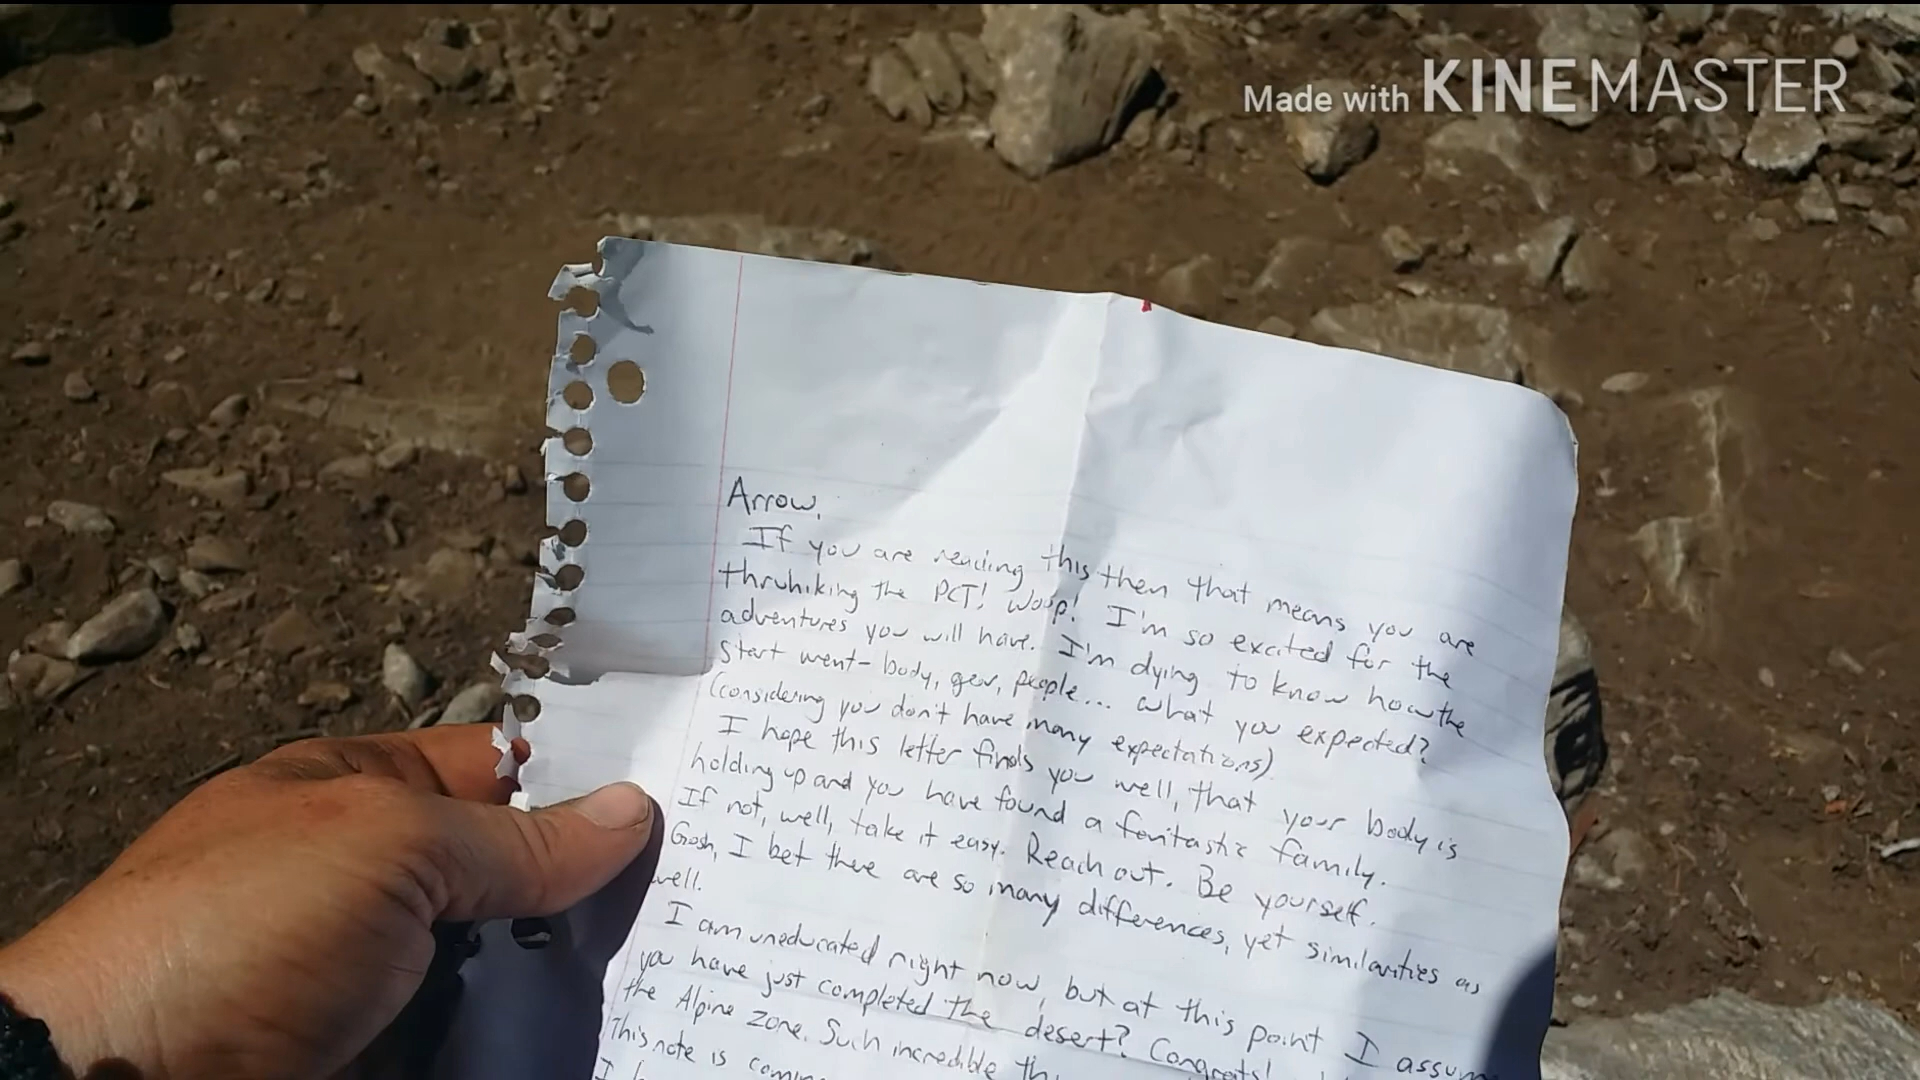 Made with KINEMASTER
Arrow,
If you are reading this then that means you are
thruhiking the PCT! Woop! I'm so excited for the
adventures you will have. I'm dying to know how the
start went - body, gear, people... what you expected?
(considering you don't have many expectations)
I hope this letter finds you well, that your body is
holding up and you have found a fantastic family.
If not, well, take it easy. Reach out. Be yourself.
Gosh, I bet there are so many differences, yet similarities as
well.
I am uneducated right now, but at this point I assume
you have just completed the desert? Congrats!
the Alpine zone. Such incredible
This note is coming
I